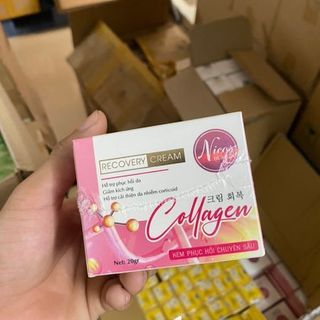 RECOVERY CREAM
Hỗ trợ phục hồi da
Giảm kích ứng
Hỗ trợ cải thiện da nhiễm corticoid
Nicos
Collagen
크림 회복
KEM PHỤC HỒI CHUYÊN SÂU
Net: 20gr